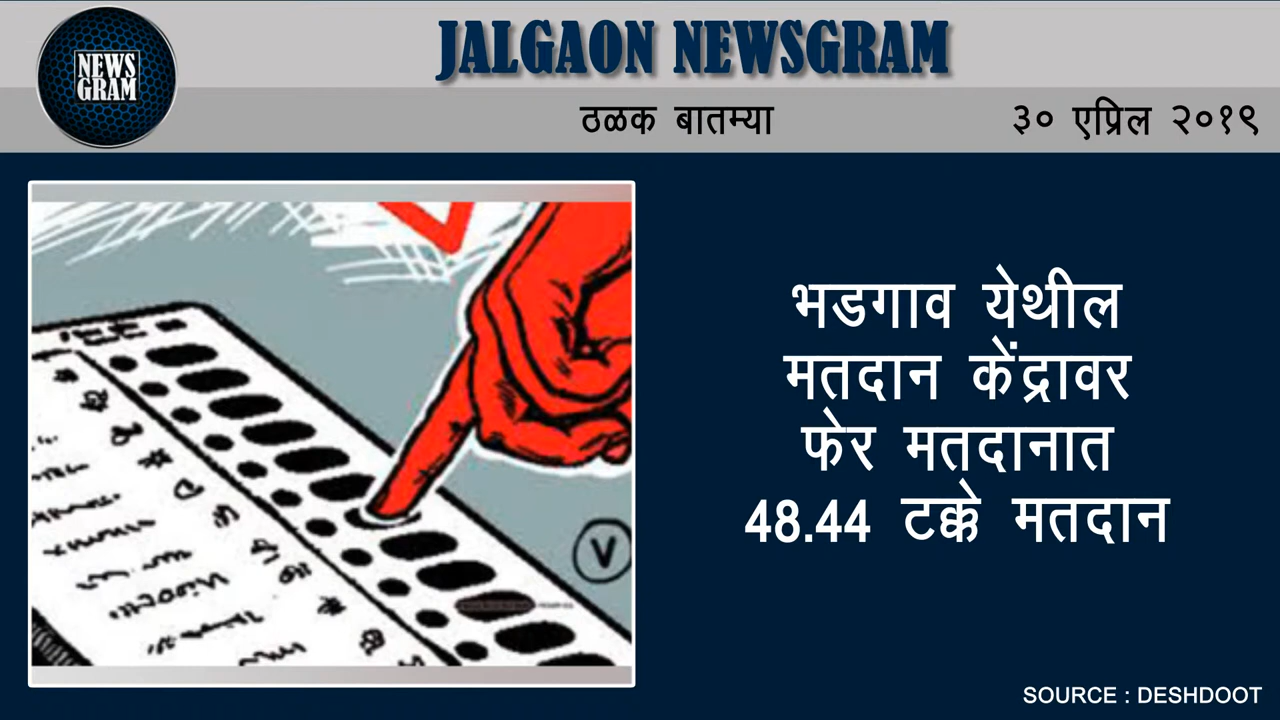 NEWS
GRAM
JALGAON NEWSGRAM
ठळक बातम्या
३० एप्रिल २०१९
भडगाव येथील
मतदान केंद्रावर
फेर मतदानात
48.44 टक्के मतदान
V
SOURCE : DESHDOOT